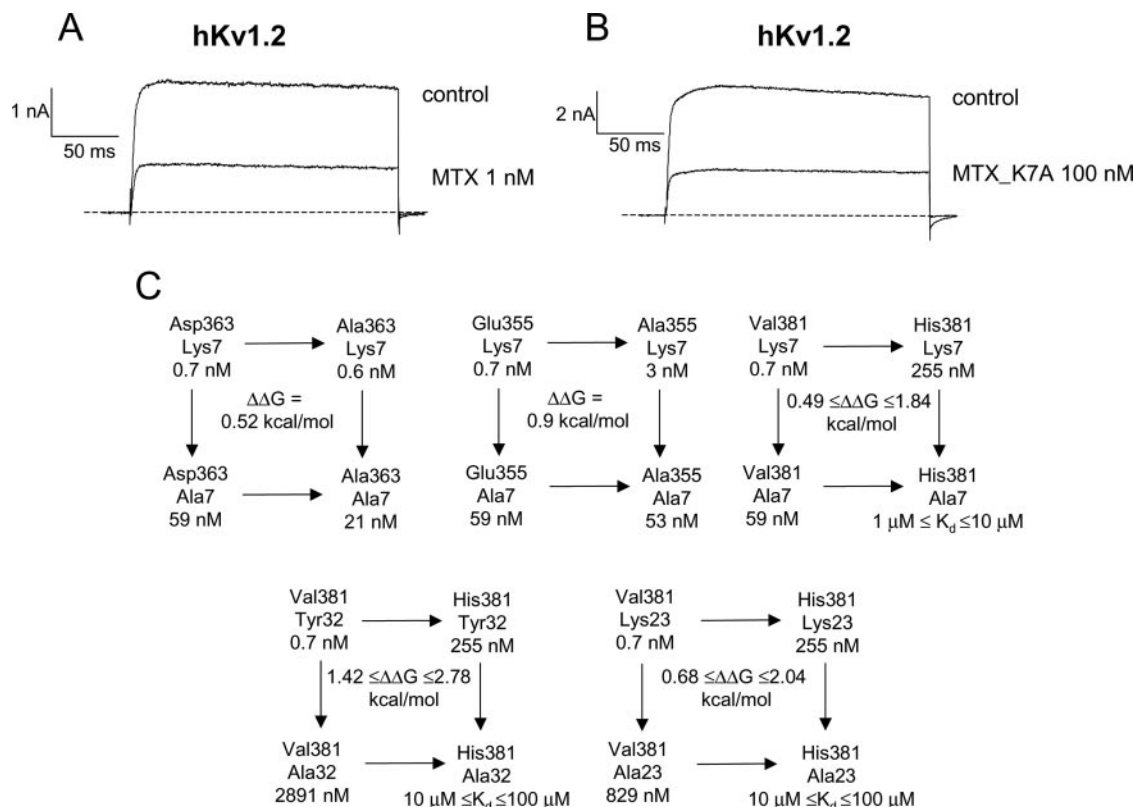 A
hKv1.2
1 nA
50 ms
control
MTX 1 nM
B
hKv1.2
2 nA
50 ms
control
MTX_K7A 100 nM
C
Asp363
Lys7
0.7 nM
Ala363
Lys7
0.6 nM
ΔΔG =
0.52 kcal/mol
Asp363
Ala7
59 nM
Ala363
Ala7
21 nM
Glu355
Lys7
0.7 nM
Ala355
Lys7
3 nM
ΔΔG =
0.9 kcal/mol
Glu355
Ala7
59 nM
Ala355
Ala7
53 nM
Val381
Lys7
0.7 nM
His381
Lys7
255 nM
0.49 ≤ΔΔG ≤1.84
kcal/mol
Val381
Ala7
59 nM
His381
Ala7
1 μM ≤ Kd ≤10 μM
Val381
Tyr32
0.7 nM
His381
Tyr32
255 nM
1.42 ≤ΔΔG ≤2.78
kcal/mol
Val381
Ala32
2891 nM
His381
Ala32
10 μM ≤Kd ≤100 μM
Val381
Lys23
0.7 nM
His381
Lys23
255 nM
0.68 ≤ΔΔG ≤2.04
kcal/mol
Val381
Ala23
829 nM
His381
Ala23
10 μM ≤Kd ≤100 μM